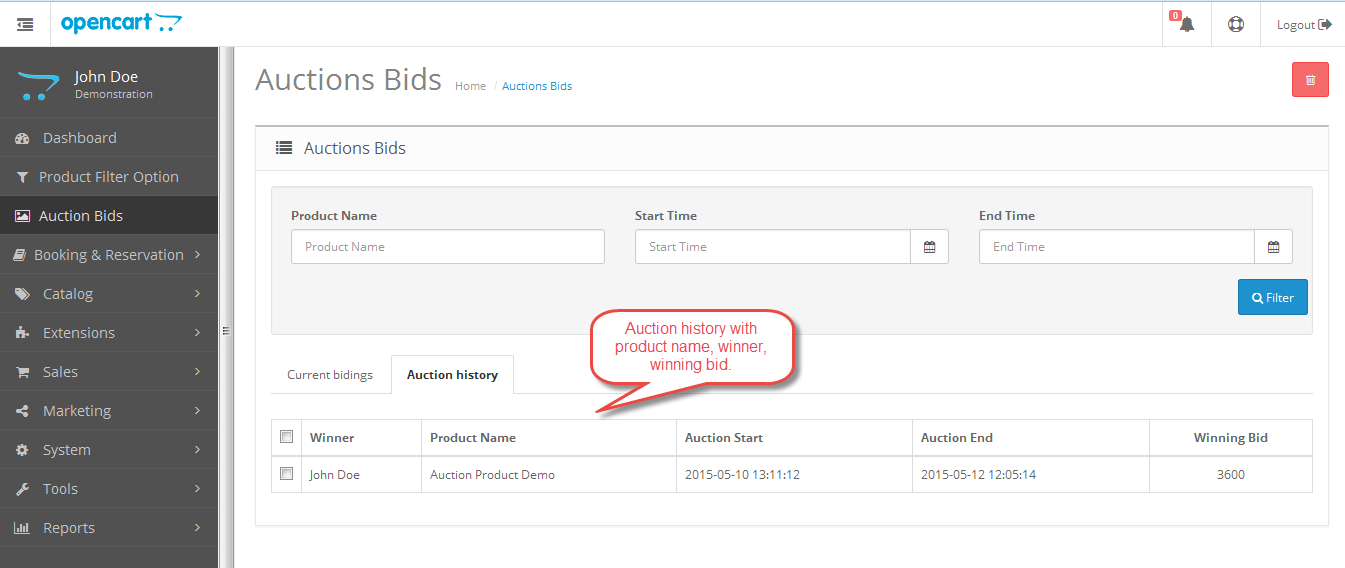 opencart
0
Logout
John Doe
Demonstration
Dashboard
Product Filter Option
Auction Bids
Booking & Reservation
Catalog
Extensions
Sales
Marketing
System
Tools
Reports
Auctions Bids Home / Auctions Bids
Auctions Bids
Product Name Start Time End Time
Product Name Start Time End Time
Filter
Auction history with
product name, winner,
winning bid.
Current bidings Auction history
Winner Product Name Auction Start Auction End Winning Bid
John Doe Auction Product Demo 2015-05-10 13:11:12 2015-05-12 12:05:14 3600